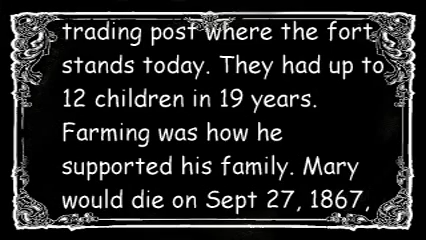 trading post where the fort
stands today. They had up to
12 children in 19 years.
Farming was how he
supported his family. Mary
would die on Sept 27, 1867,